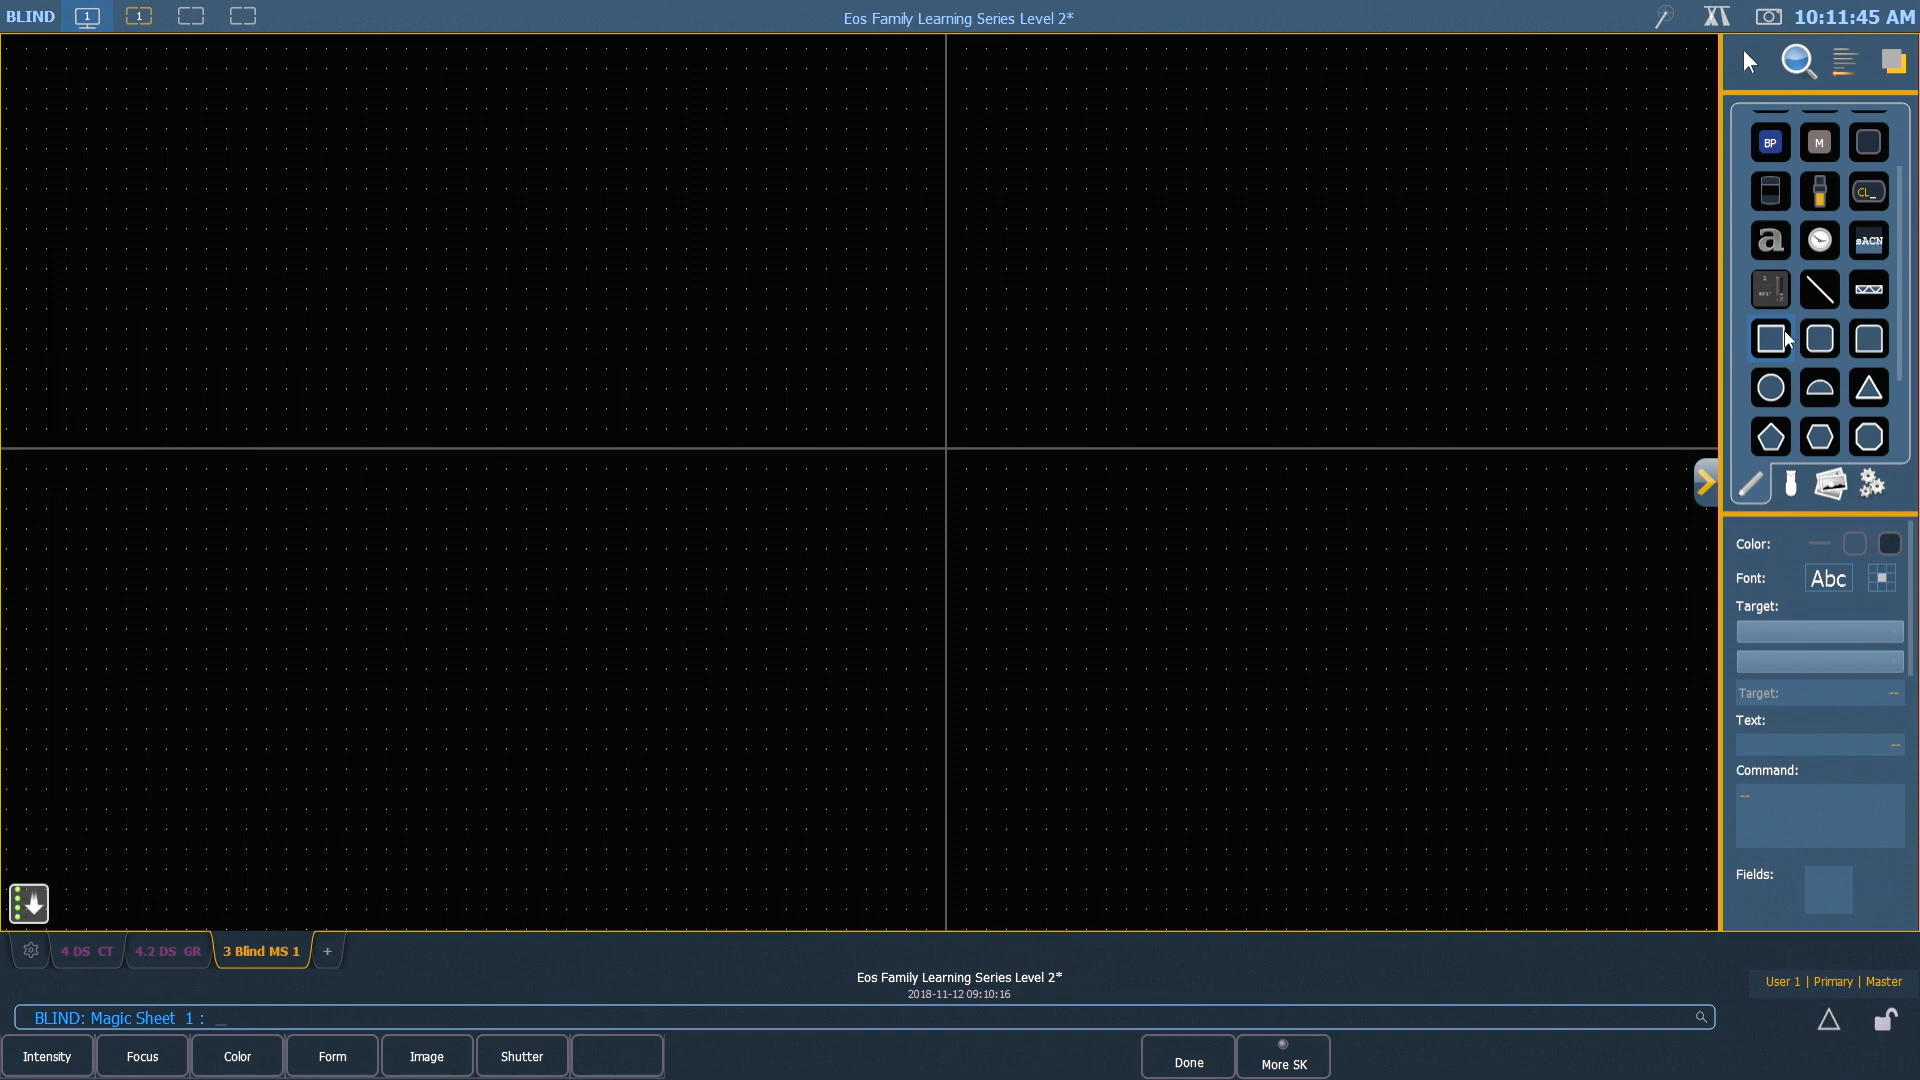 BLIND
1
1
Eos Family Learning Series Level 2*
10:11:45 AM
BP
M
CL_
a
sACN
Color:
Font:
Abc
Target:
Target:
--
Text:
--
Command:
--
Fields:
4 DS CT
4.2 DS GR
3 Blind MS 1
+
Eos Family Learning Series Level 2*
2018-11-12 09:10:16
User 1 | Primary | Master
BLIND: Magic Sheet 1 : _
Intensity
Focus
Color
Form
Image
Shutter
Done
More SK